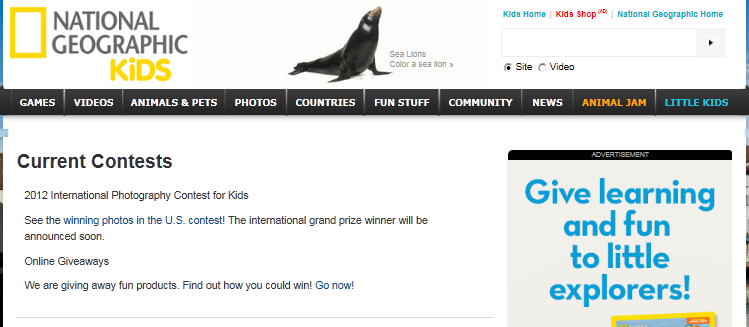 NATIONAL
GEOGRAPHIC
KiDS
Sea Lions
Color a sea lion »
Kids Home | Kids Shop (AD) | National Geographic Home
Site Video
GAMES VIDEOS ANIMALS & PETS PHOTOS COUNTRIES FUN STUFF COMMUNITY NEWS ANIMAL JAM LITTLE KIDS
Current Contests
2012 International Photography Contest for Kids
See the winning photos in the U.S. contest! The international grand prize winner will be
announced soon.
Online Giveaways
We are giving away fun products. Find out how you could win! Go now!
ADVERTISEMENT
Give learning
and fun
to little
explorers!